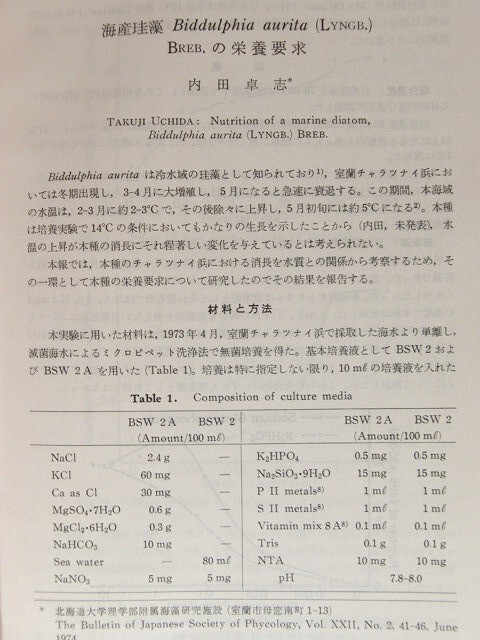 海産珪藻 Biddulphia aurita (LYNGB.)
BREB. の栄養要求
内田卓志*
TAKUJI UCHIDA: Nutrition of a marine diatom,
Biddulphia aurita (LYNGB.) BREB.
Biddulphia aurita は冷水域の珪藻として知られており1), 室蘭チャラツナイ浜にお
いては冬期出現し, 3-4月に大増殖し, 5月になると急速に衰退する。この期間, 本海域
の水温は, 2-3月に約2-3°Cで, その後除々に上昇し, 5月初旬には約5°Cになる2)。本種
は培養実験で14°Cの条件においてもかなりの生長を示したことから (内田, 未発表), 水
温の上昇が本種の消長にそれ程著しい変化を与えているとは考えられない。
本報では, 本種のチャラツナイ浜における消長を水質との関係から考察するため, そ
の一環として本種の栄養要求について研究したのでその結果を報告する。
材料と方法
本実験に用いた材料は, 1973年4月, 室蘭チャラツナイ浜で採取した海水より単離し,
滅菌海水によるミクロピペット洗浄法で無菌培養を得た。基本培養液として BSW 2 およ
び BSW 2A を用いた (Table 1)。培養は特に指定しない限り, 10 mℓ の培養液を入れた
Table 1. Composition of culture media
BSW 2A BSW 2 BSW 2A BSW 2
(Amount/100 mℓ) (Amount/100 mℓ)
NaCl 2.4 g — K2HPO4 0.5 mg 0.5 mg
KCl 60 mg — Na2SiO3·9H2O 15 mg 15 mg
Ca as Cl 30 mg — P II metals8) 1 mℓ 1 mℓ
MgSO4·7H2O 0.6 g — S II metals8) 1 mℓ 1 mℓ
MgCl2·6H2O 0.3 g — Vitamin mix 8A8) 0.1 mℓ 0.1 mℓ
NaHCO3 10 mg — Tris 0.1 g 0.1 g
Sea water — 80 mℓ NTA 10 mg 10 mg
NaNO3 5 mg 5 mg pH 7.8-8.0
* 北海道大学理学部附属海藻研究施設 (室蘭市母恋南町 1-13)
The Bulletin of Japanese Society of Phycology, Vol. XXII, No. 2, 41-46, June
1974